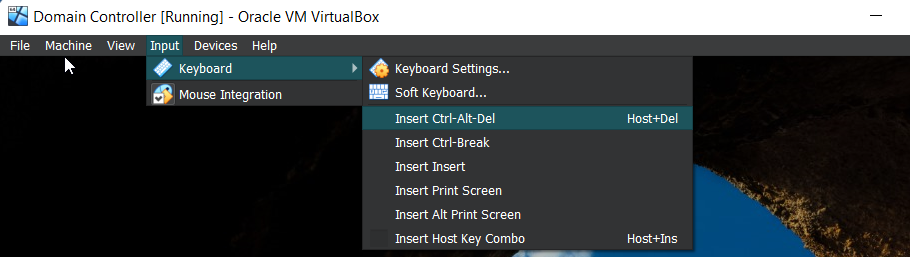 Domain Controller [Running] - Oracle VM VirtualBox
File Machine View Input Devices Help
Keyboard
Mouse Integration
Keyboard Settings...
Soft Keyboard...
Insert Ctrl-Alt-Del Host+Del
Insert Ctrl-Break
Insert Insert
Insert Print Screen
Insert Alt Print Screen
Insert Host Key Combo Host+Ins